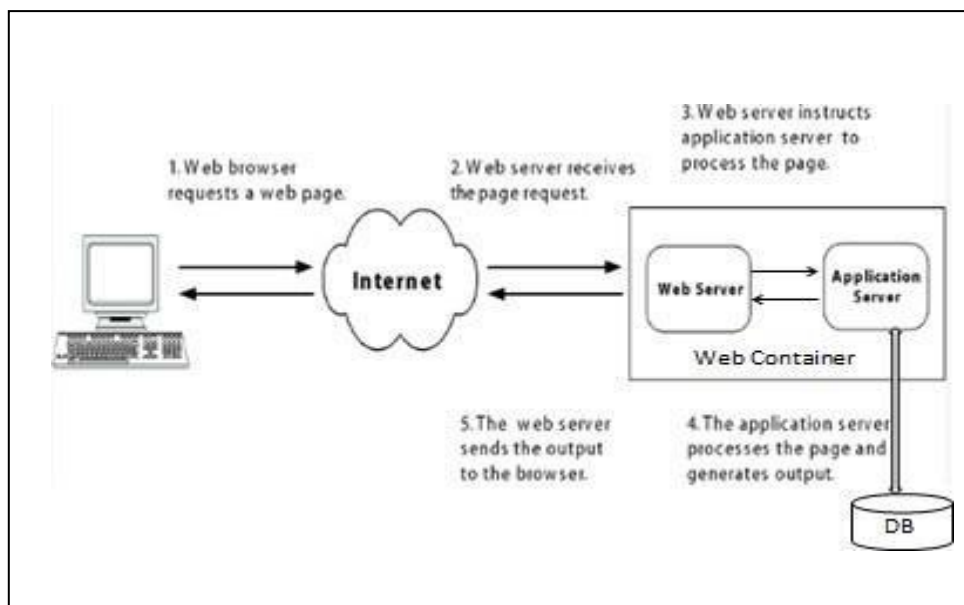 3. Web server instructs
application server to
process the page.
1. Web browser
requests a web page.
2. Web server receives
the page request.
Internet
Web Server
Application
Server
Web Container
5. The web server
sends the output
to the browser.
4. The application server
processes the page and
generates output.
DB